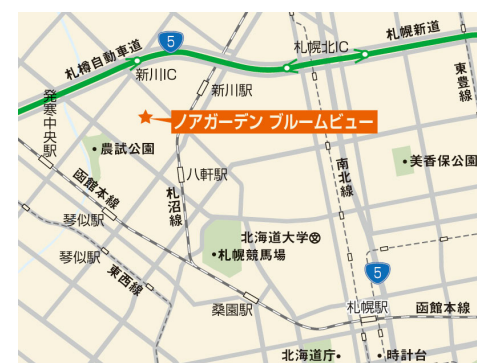 5
札幌北IC
札幌新道
札樽自動車道
新川IC
新川駅
東豊線
発寒中央駅
ノアガーデン ブルームビュー
農試公園
八軒駅
南北線
美香保公園
函館本線
札沼線
琴似駅
北海道大学
札幌競馬場
琴似駅
東西線
5
桑園駅
札幌駅
函館本線
北海道庁
時計台